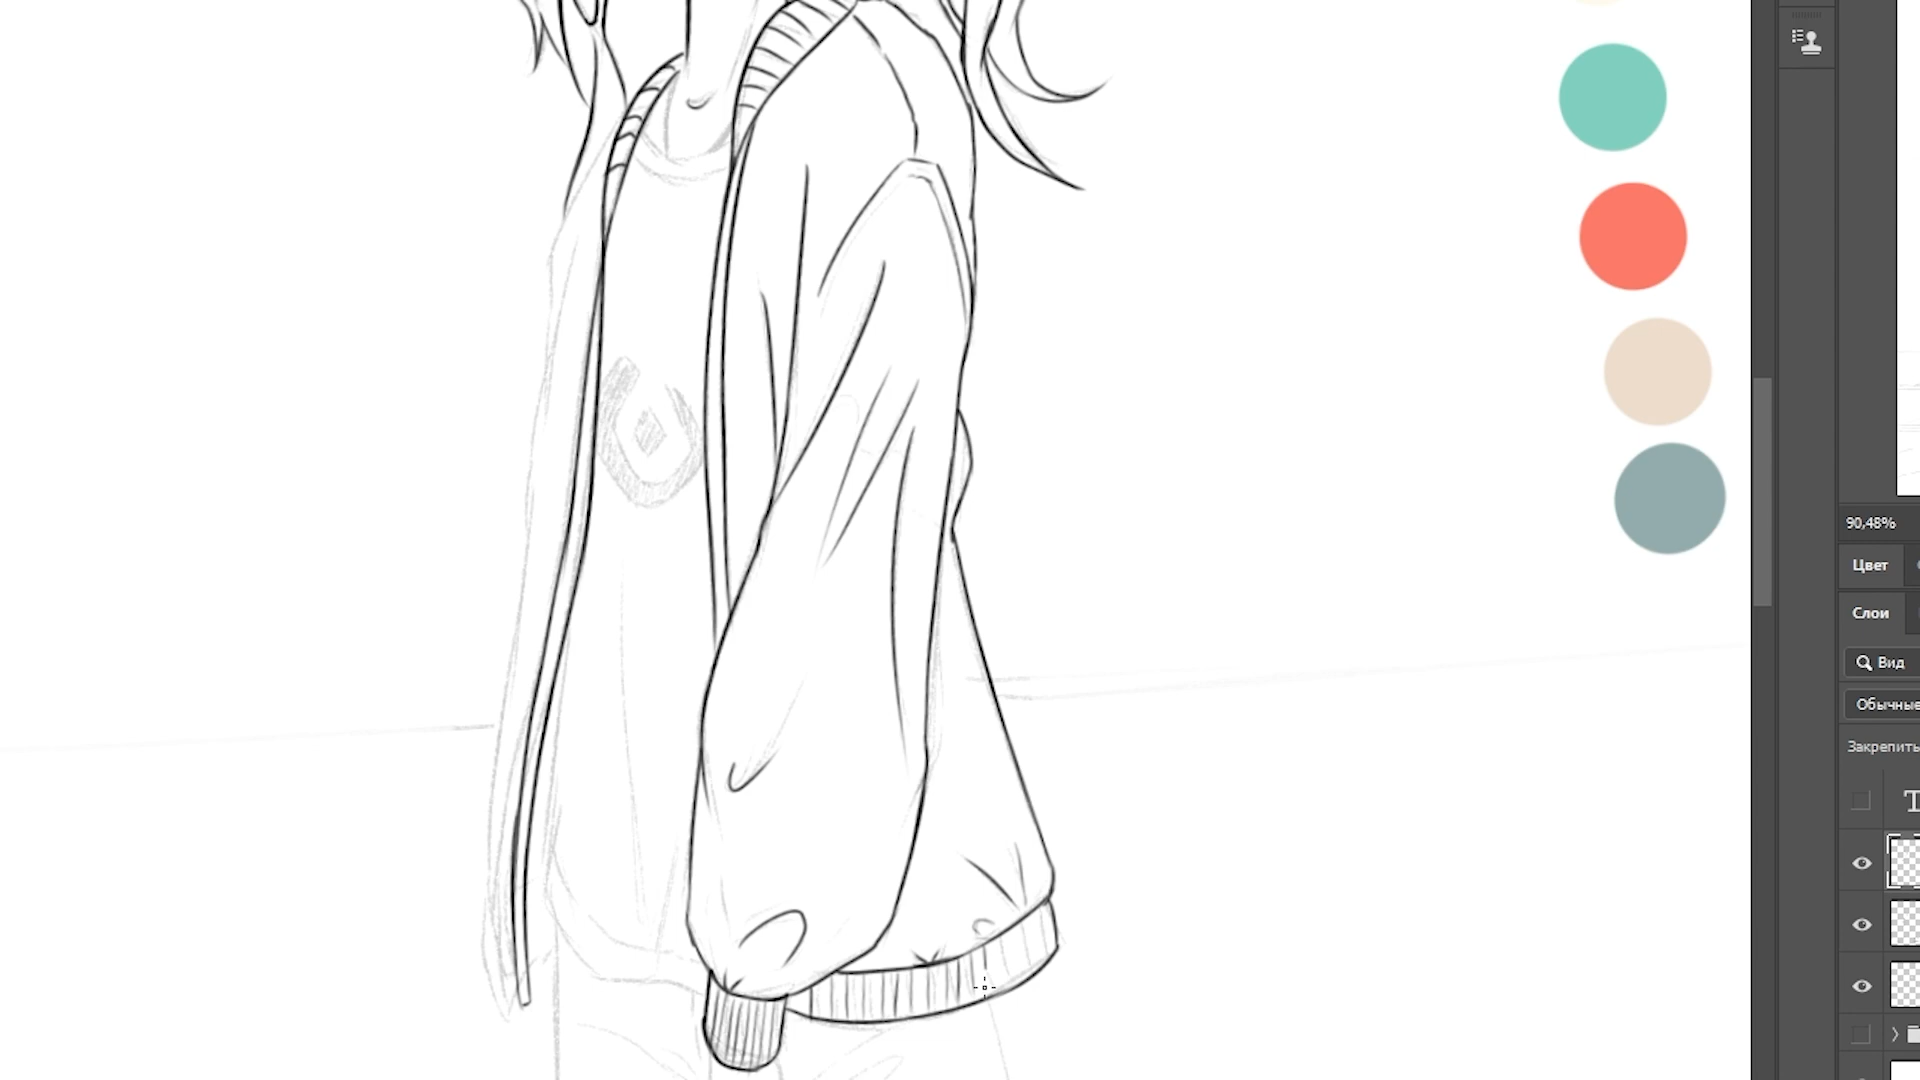 90,48%
Цвет
Слои
Вид
Обычные
Закрепить